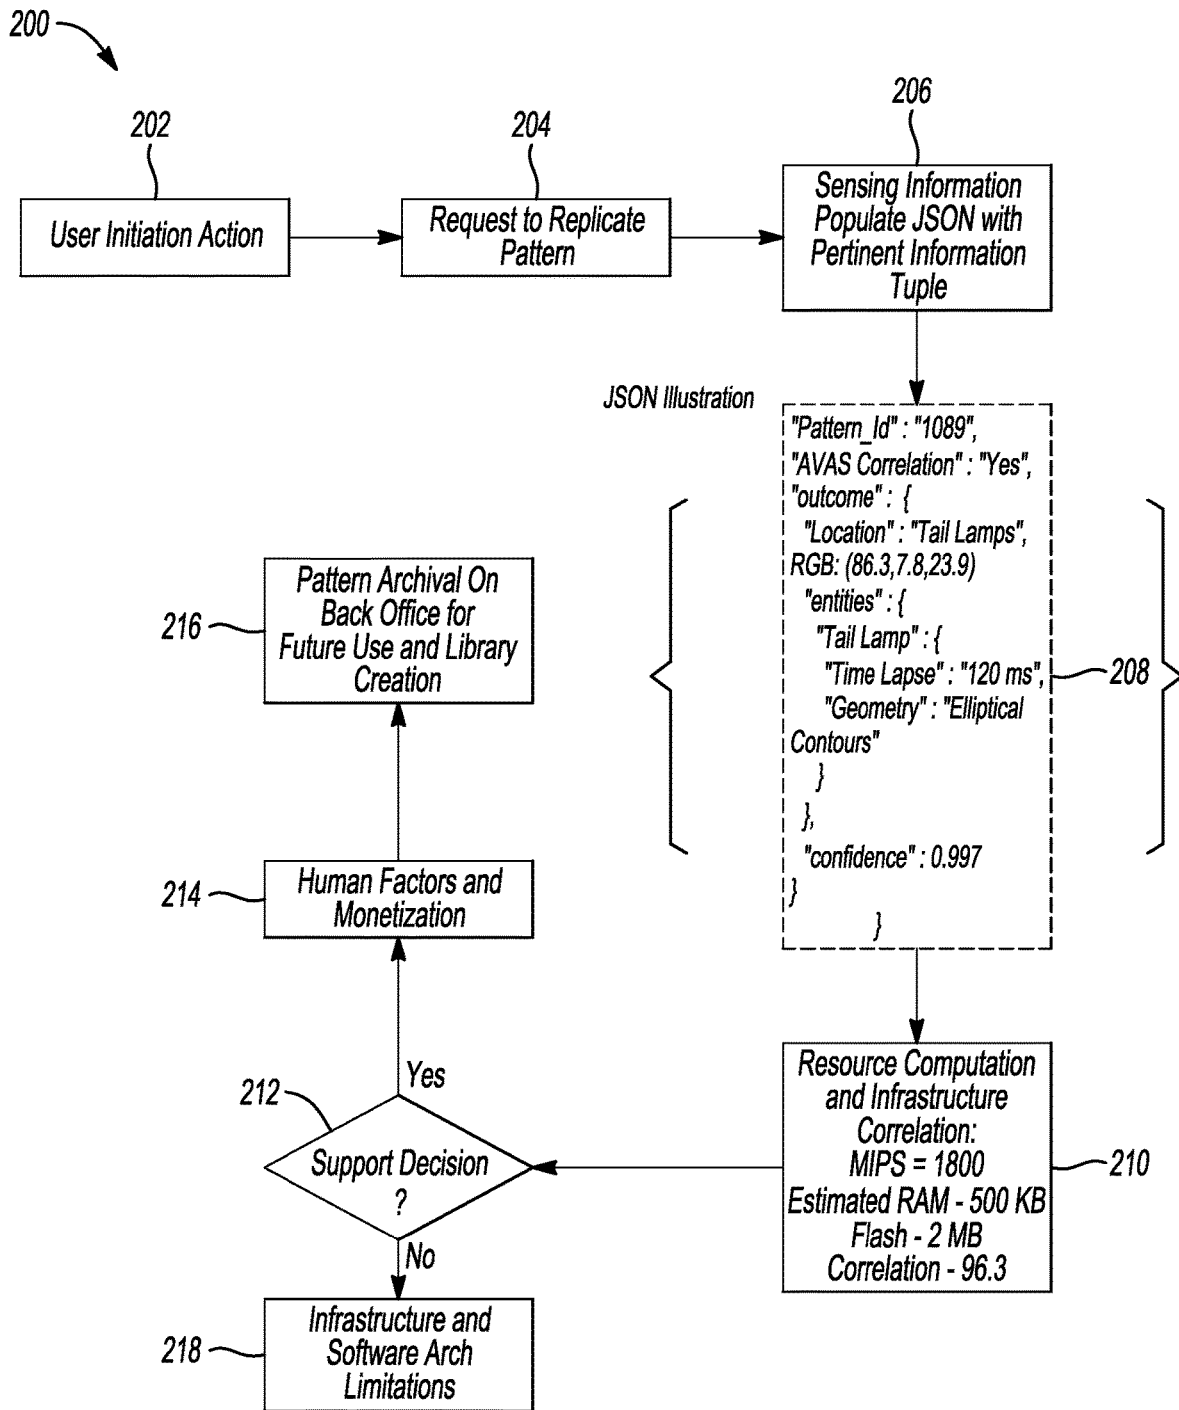 200
202
User Initiation Action
204
Request to Replicate
Pattern
206
Sensing Information
Populate JSON with
Pertinent Information
Tuple
JSON Illustration
"Pattern_Id" : "1089",
"AVAS Correlation" : "Yes",
"outcome" : {
"Location" : "Tail Lamps",
RGB: (86.3,7.8,23.9)
"entities" : {
"Tail Lamp" : {
"Time Lapse" : "120 ms",
"Geometry" : "Elliptical
Contours"
}
},
"confidence" : 0.997
}
}
208
Resource Computation
and Infrastructure
Correlation:
MIPS = 1800
Estimated RAM - 500 KB
Flash - 2 MB
Correlation - 96.3
210
212
Support Decision
?
Yes
No
214
Human Factors and
Monetization
216
Pattern Archival On
Back Office for
Future Use and Library
Creation
218
Infrastructure and
Software Arch
Limitations